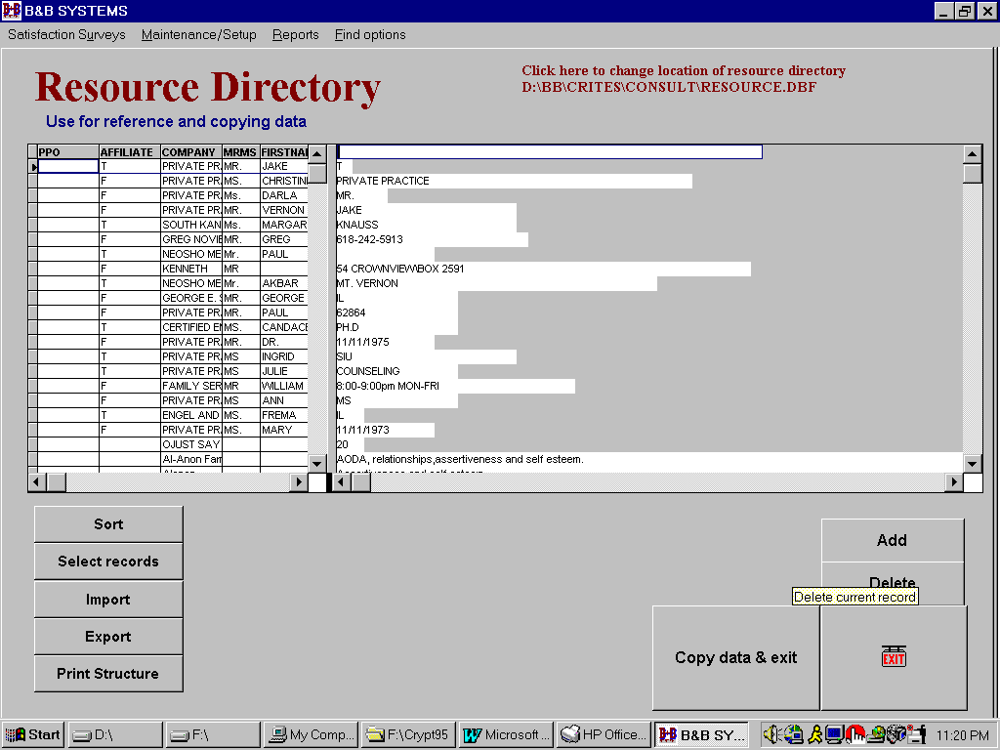 B&B SYSTEMS
Satisfaction Surveys Maintenance/Setup Reports Find options
Resource Directory
Use for reference and copying data
Click here to change location of resource directory
D:\BB\CRITES\CONSULT\RESOURCE.DBF
PPO AFFILIATE COMPANY MRMS FIRSTNAM
T PRIVATE PR MR. JAKE
F PRIVATE PR MS. CHRISTIN
F PRIVATE PR Ms. DARLA
F PRIVATE PR MR. VERNON
T SOUTH KAN Ms. MARGAR
F GREG NOVIE MR. GREG
T NEOSHO ME Mr. PAUL
F KENNETH MR
T NEOSHO ME Mr. AKBAR
F GEORGE E. S MR. GEORGE
F PRIVATE PR MR. PAUL
T CERTIFIED EM MS. CANDACE
F PRIVATE PR MR. DR.
T PRIVATE PR MS INGRID
T PRIVATE PR MS JULIE
F FAMILY SER MR WILLIAM
F PRIVATE PR MS ANN
T ENGEL AND MS. FREMA
F PRIVATE PR MS. MARY
OJUST SAY
Al-Anon Fam
T
PRIVATE PRACTICE
MR.
JAKE
KNAUSS
618-242-5913
54 CROWNVIEW\BOX 2591
MT. VERNON
IL
62864
PH.D
11/11/1975
SIU
COUNSELING
8:00-9:00pm MON-FRI
MS
IL
11/11/1973
20
AODA, relationships,assertiveness and self esteem.
Sort
Select records
Import
Export
Print Structure
Add
Delete
Delete current record
Copy data & exit
EXIT
Start D:\ F:\ My Comp... F:\Crypt95 Microsoft ... HP Office... B&B SY... 11:20 PM